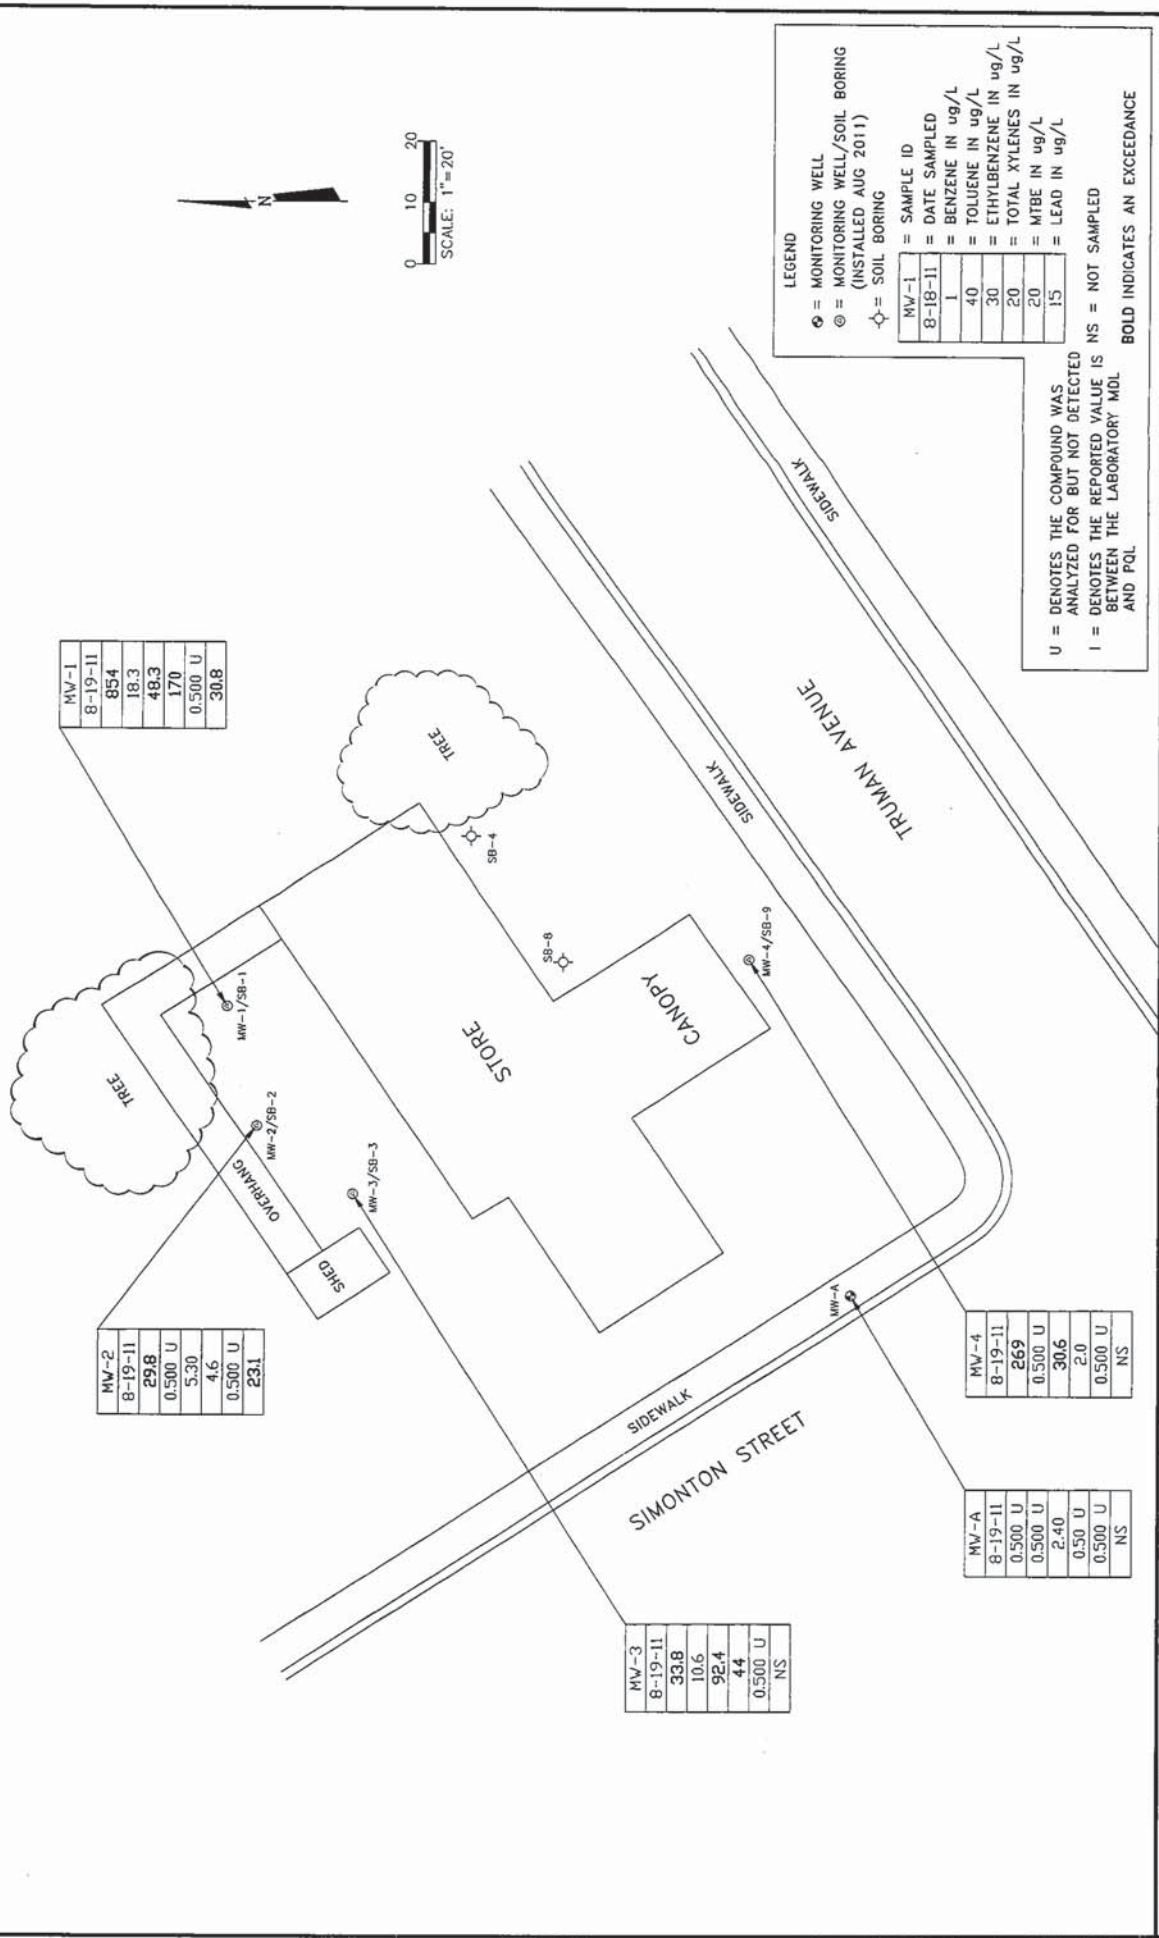 MW-1
8-19-11
854
18.3
48.3
170
0.500 U
30.8
MW-2
8-19-11
29.8
0.500 U
5.30
4.6
0.500 U
23.1
MW-3
8-19-11
33.8
10.6
92.4
44
0.500 U
NS
MW-A
8-19-11
0.500 U
0.500 U
2.40
0.50 U
0.500 U
NS
MW-4
8-19-11
269
0.500 U
30.6
2.0
0.500 U
NS
N
0 10 20
SCALE: 1"=20'
TREE
OVERHANG
SHED
MW-1/SB-1
MW-2/SB-2
MW-3/SB-3
TREE
SB-4
SB-8
STORE
CANOPY
MW-4/SB-9
MW-A
SIDEWALK
SIMONTON STREET
SIDEWALK
TRUMAN AVENUE
SIDEWALK
LEGEND
= MONITORING WELL
= MONITORING WELL/SOIL BORING
(INSTALLED AUG 2011)
= SOIL BORING
MW-1 = SAMPLE ID
8-18-11 = DATE SAMPLED
1 = BENZENE IN ug/L
40 = TOLUENE IN ug/L
30 = ETHYLBENZENE IN ug/L
20 = TOTAL XYLENES IN ug/L
20 = MTBE IN ug/L
15 = LEAD IN ug/L
U = DENOTES THE COMPOUND WAS
ANALYZED FOR BUT NOT DETECTED
I = DENOTES THE REPORTED VALUE IS
BETWEEN THE LABORATORY MDL
AND PQL
NS = NOT SAMPLED
BOLD INDICATES AN EXCEEDANCE